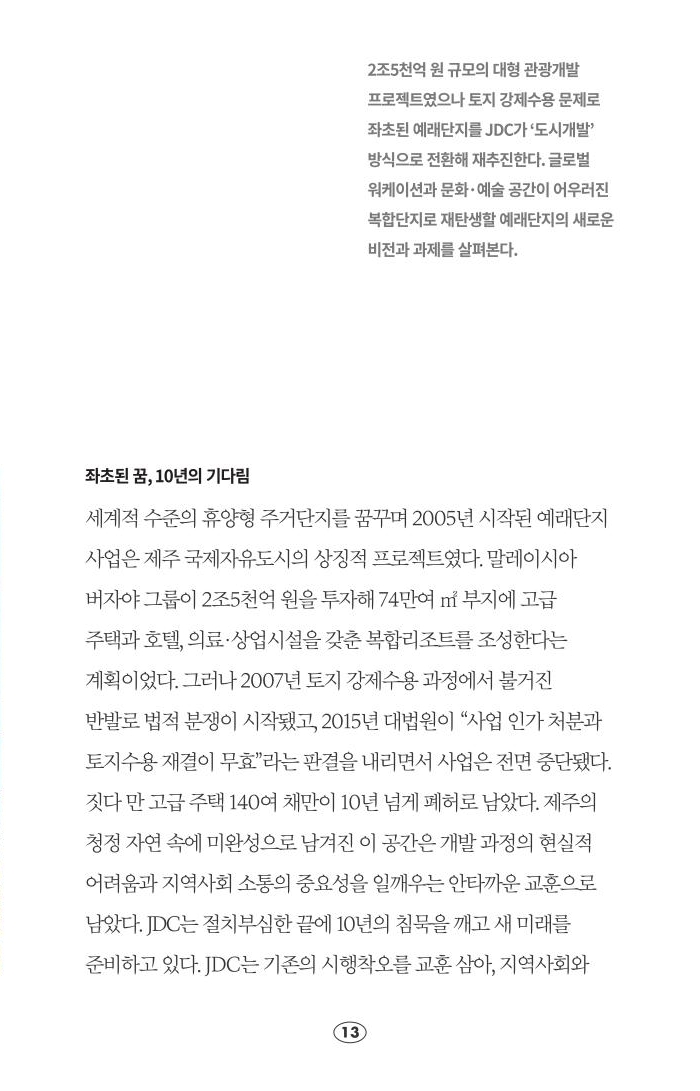 2조5천억 원 규모의 대형 관광개발
프로젝트였으나 토지 강제수용 문제로
좌초된 예래단지를 JDC가 ‘도시개발’
방식으로 전환해 재추진한다. 글로벌
워케이션과 문화·예술 공간이 어우러진
복합단지로 재탄생할 예래단지의 새로운
비전과 과제를 살펴본다.
좌초된 꿈, 10년의 기다림
세계적 수준의 휴양형 주거단지를 꿈꾸며 2005년 시작된 예래단지
사업은 제주 국제자유도시의 상징적 프로젝트였다. 말레이시아
버자야 그룹이 2조5천억 원을 투자해 74만여 ㎡ 부지에 고급
주택과 호텔, 의료·상업시설을 갖춘 복합리조트를 조성한다는
계획이었다. 그러나 2007년 토지 강제수용 과정에서 불거진
반발로 법적 분쟁이 시작됐고, 2015년 대법원이 “사업 인가 처분과
토지수용 재결이 무효”라는 판결을 내리면서 사업은 전면 중단됐다.
짓다 만 고급 주택 140여 채만이 10년 넘게 폐허로 남았다. 제주의
청정 자연 속에 미완성으로 남겨진 이 공간은 개발 과정의 현실적
어려움과 지역사회 소통의 중요성을 일깨우는 안타까운 교훈으로
남았다. JDC는 절치부심한 끝에 10년의 침묵을 깨고 새 미래를
준비하고 있다. JDC는 기존의 시행착오를 교훈 삼아, 지역사회와
13